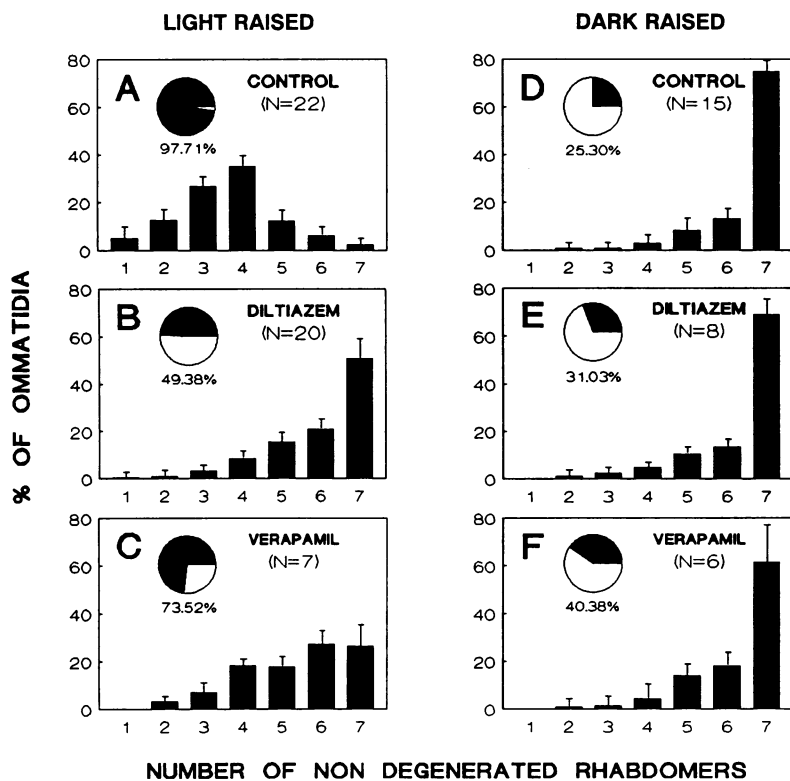 LIGHT RAISED
DARK RAISED
% OF OMMATIDIA
A
CONTROL
(N=22)
97.71%
80
60
40
20
0
1 2 3 4 5 6 7
D
CONTROL
(N=15)
25.30%
80
60
40
20
0
1 2 3 4 5 6 7
B
DILTIAZEM
(N=20)
49.38%
80
60
40
20
0
1 2 3 4 5 6 7
E
DILTIAZEM
(N=8)
31.03%
80
60
40
20
0
1 2 3 4 5 6 7
C
VERAPAMIL
(N=7)
73.52%
80
60
40
20
0
1 2 3 4 5 6 7
F
VERAPAMIL
(N=6)
40.38%
80
60
40
20
0
1 2 3 4 5 6 7
NUMBER OF NON DEGENERATED RHABDOMERS